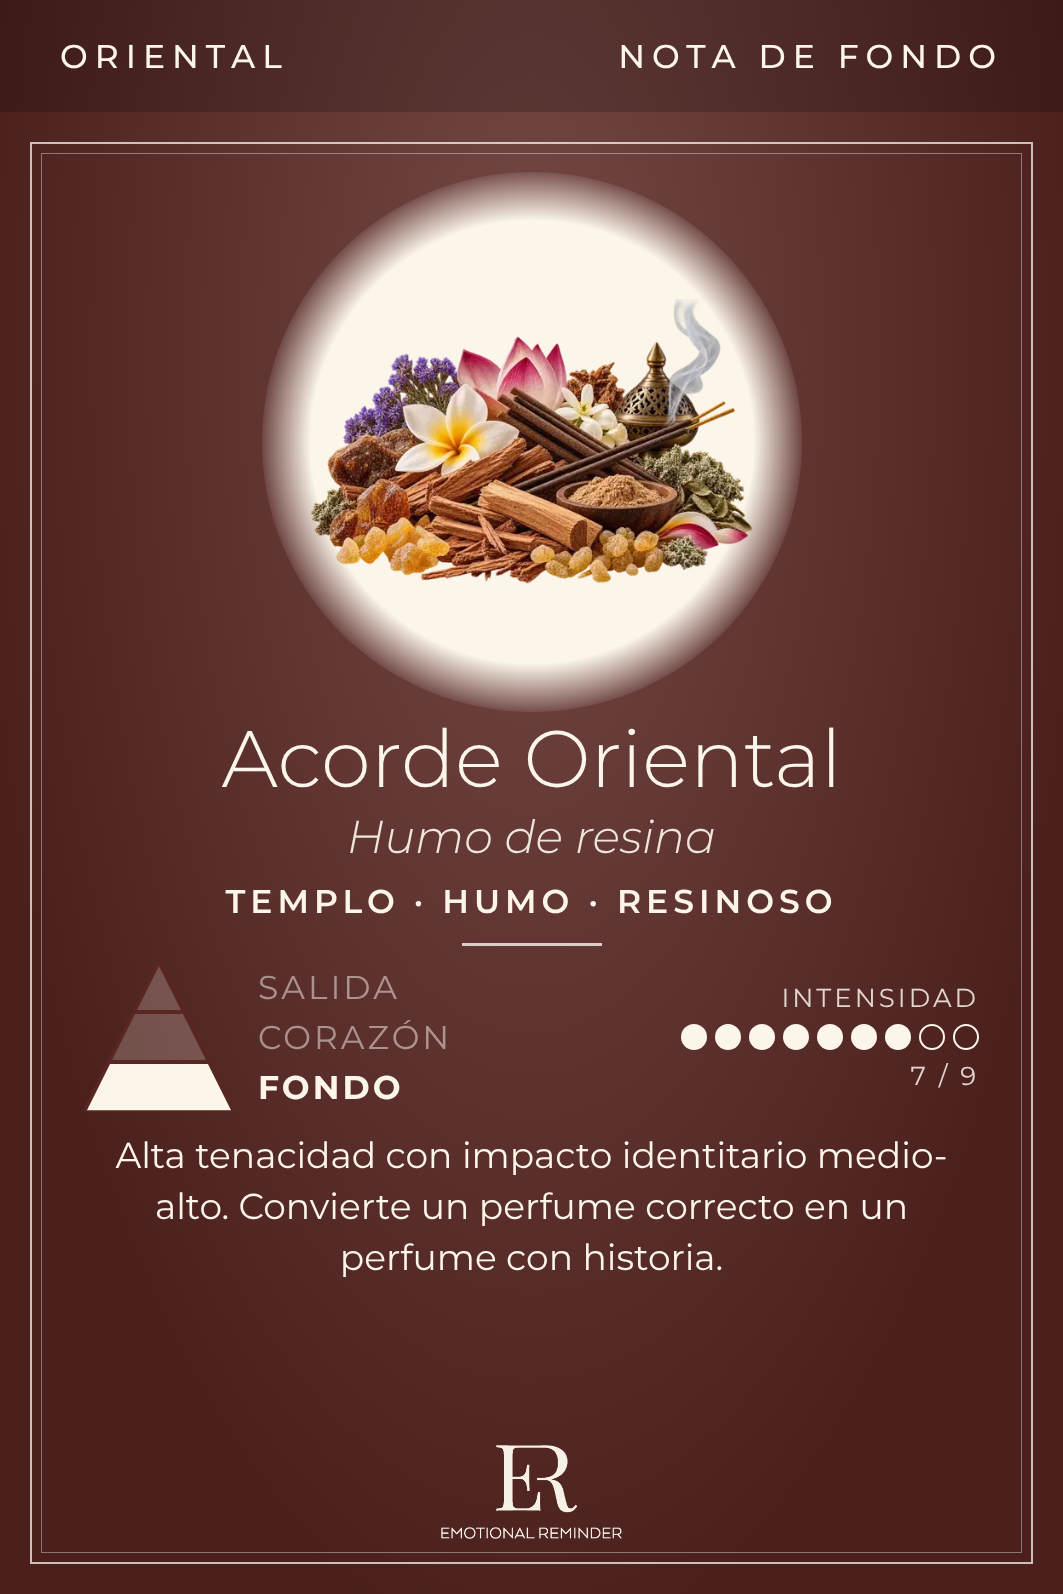 ORIENTAL
NOTA DE FONDO
Acorde Oriental
Humo de resina
TEMPLO · HUMO · RESINOSO
SALIDA
CORAZÓN
FONDO
INTENSIDAD
7 / 9
Alta tenacidad con impacto identitario medio-
alto. Convierte un perfume correcto en un
perfume con historia.
ER
EMOTIONAL REMINDER